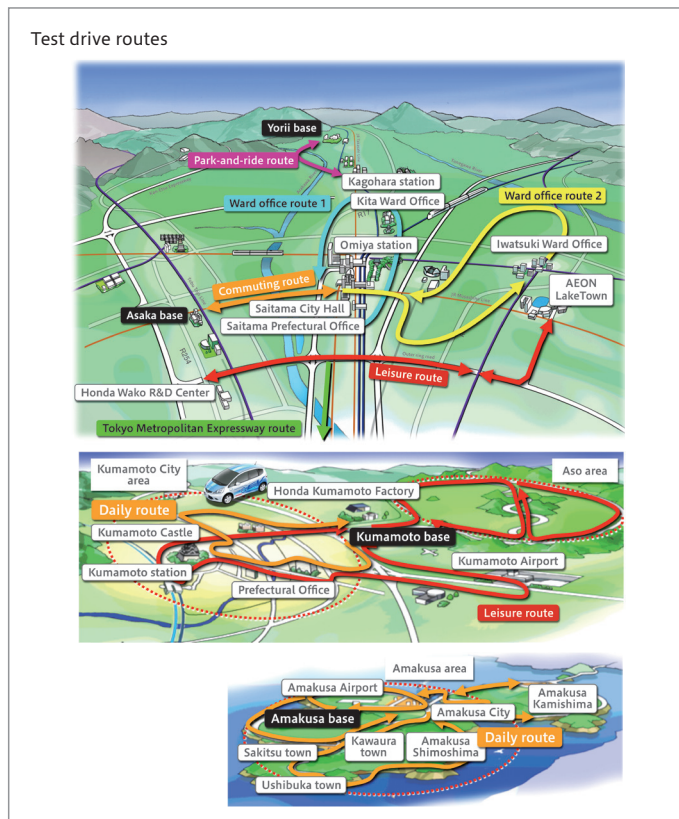 Test drive routes
Yorii base
Park-and-ride route
Kagohara station
Ward office route 1
Kita Ward Office
Ward office route 2
R17
Omiya station
Iwatsuki Ward Office
AEON
LakeTown
Commuting route
Saitama City Hall
Asaka base
Saitama Prefectural Office
R254
Leisure route
Honda Wako R&D Center
Tokyo Metropolitan Expressway route
Kumamoto City
area
Aso area
Honda Kumamoto Factory
Daily route
Kumamoto Castle
Kumamoto base
Kumamoto Airport
Kumamoto station
Prefectural Office
Leisure route
Amakusa area
Amakusa Airport
Amakusa
Kamishima
Amakusa base
Amakusa City
Daily route
Sakitsu town
Kawaura
town
Amakusa
Shimoshima
Ushibuka town